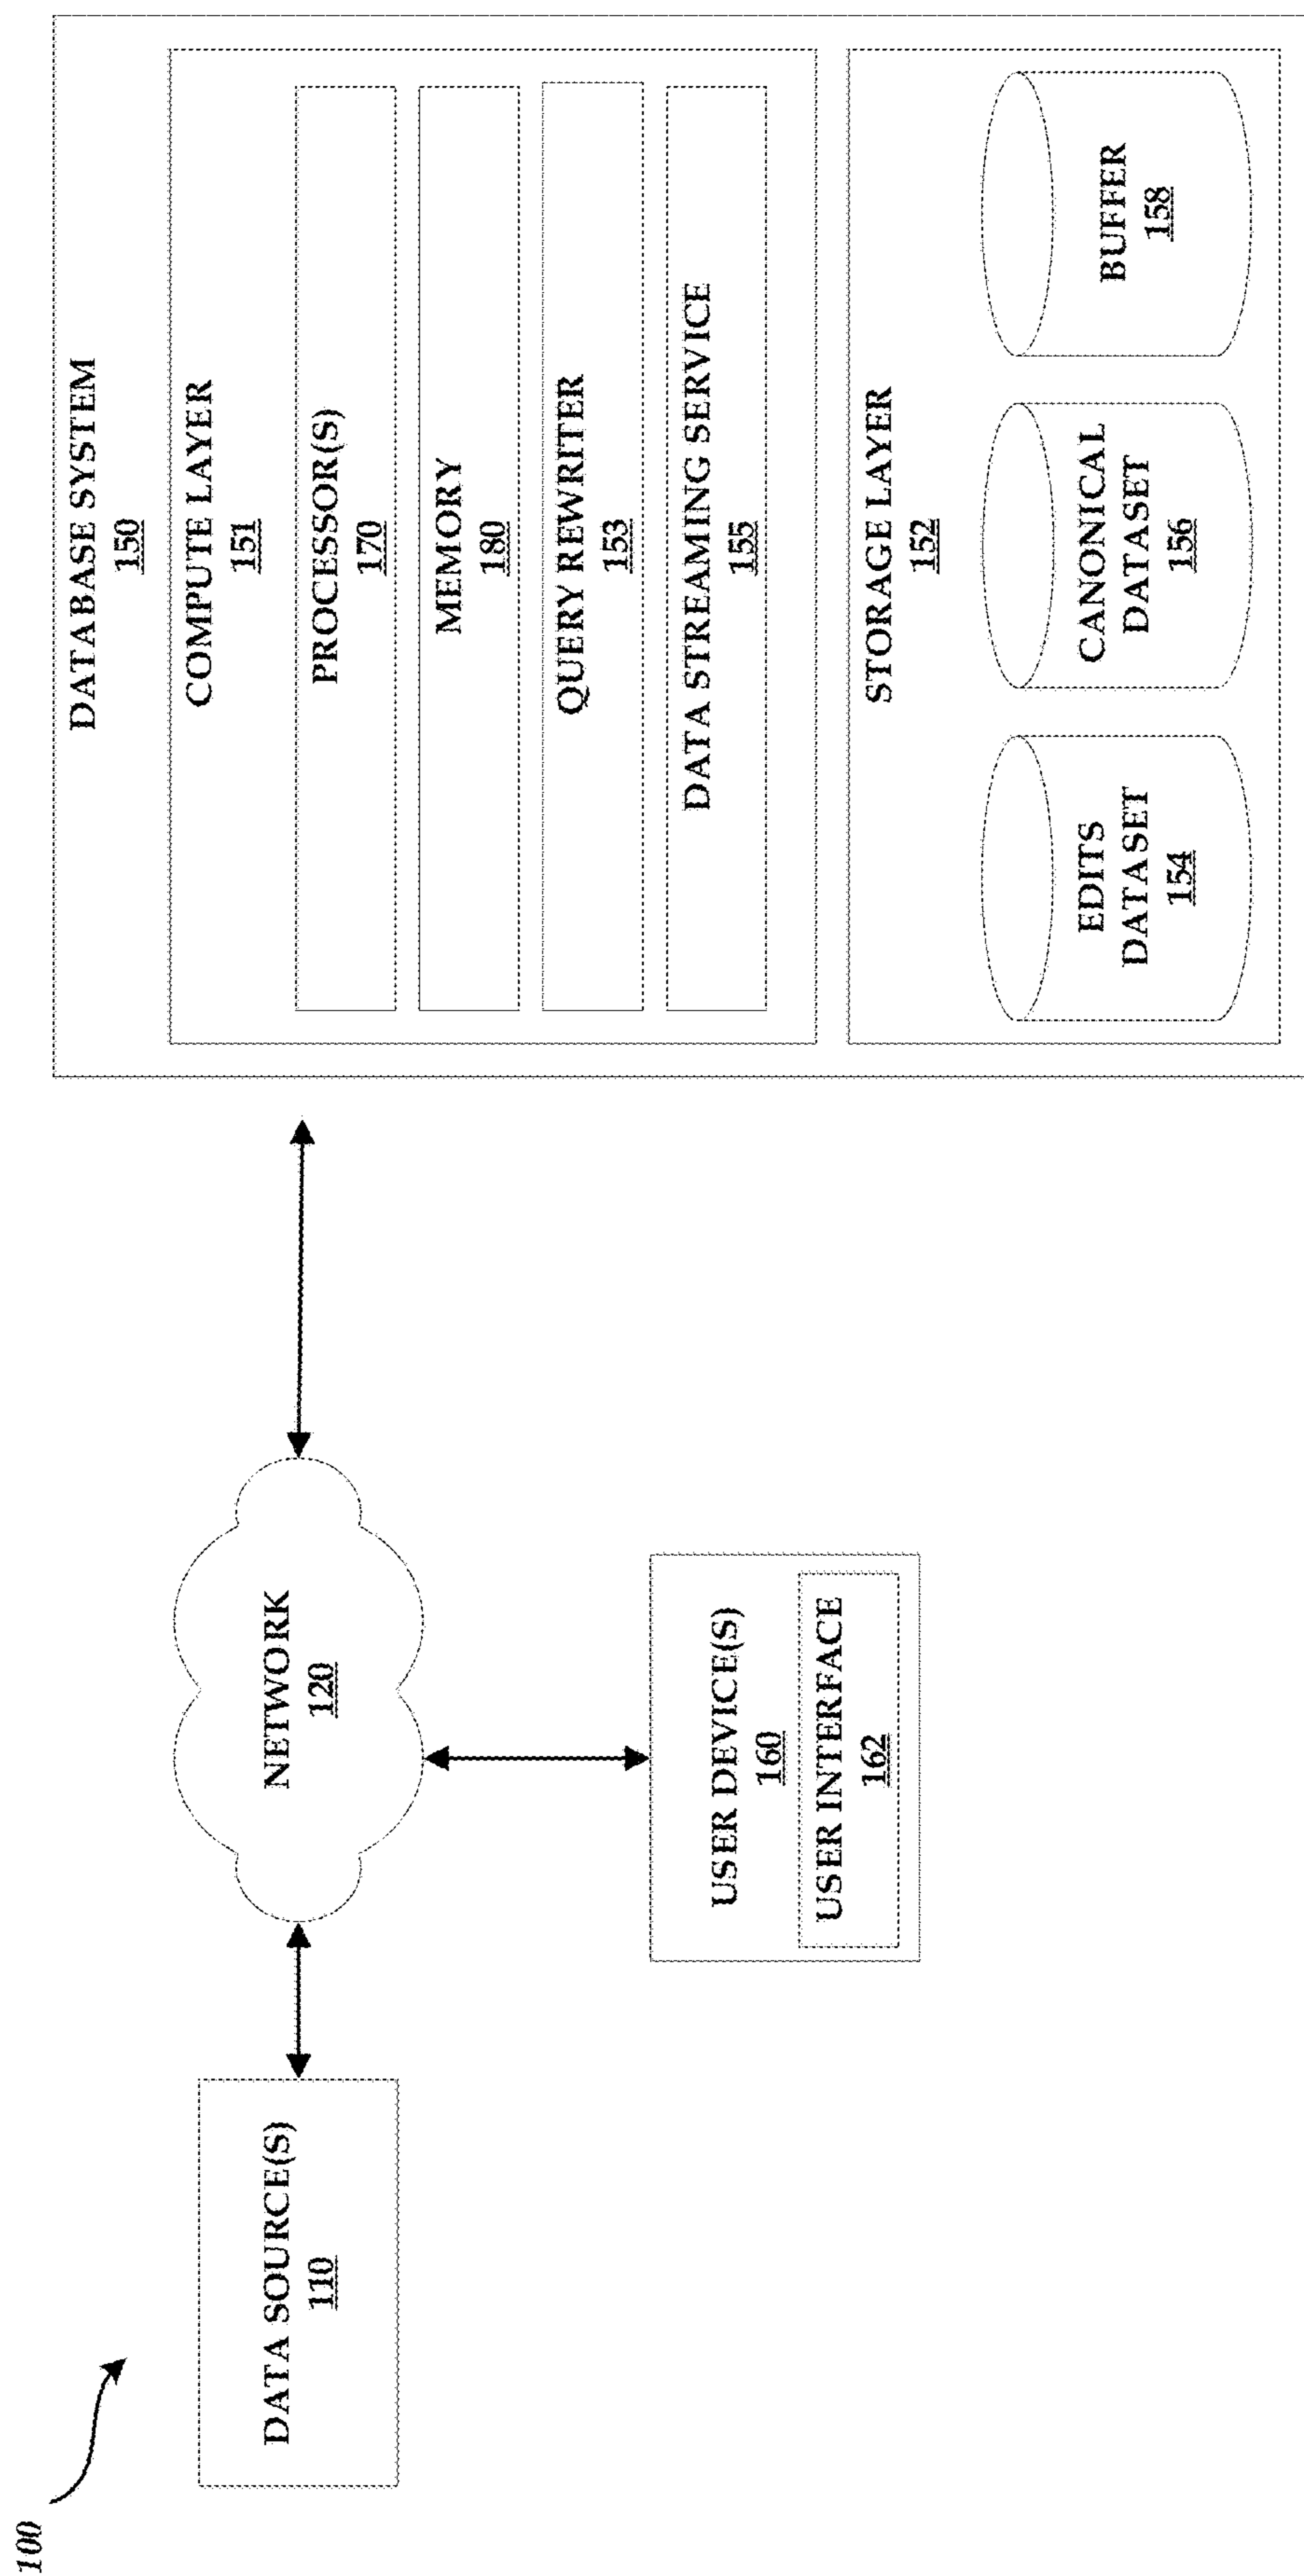 100
DATA SOURCE(S)
110
NETWORK
120
USER DEVICE(S)
160
USER INTERFACE
162
DATABASE SYSTEM
150
COMPUTE LAYER
151
PROCESSOR(S)
170
MEMORY
180
QUERY REWRITER
153
DATA STREAMING SERVICE
155
STORAGE LAYER
152
EDITS
DATASET
154
CANONICAL
DATASET
156
BUFFER
158